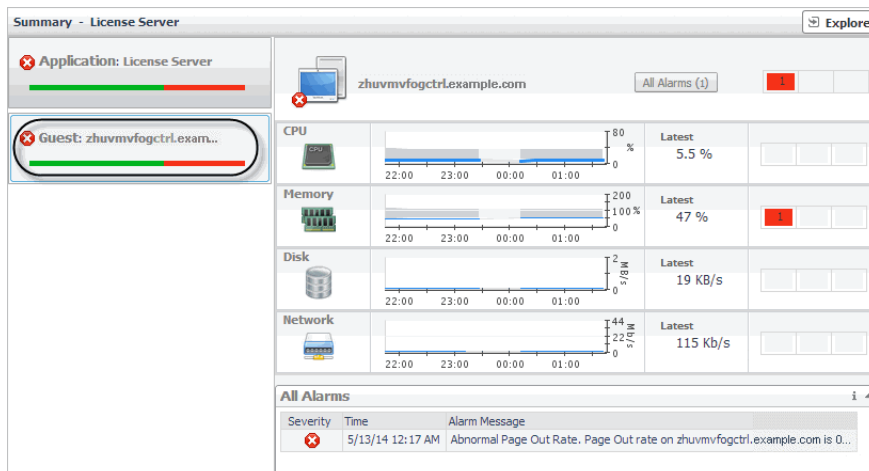 Summary - License Server
Explore
Application: License Server
Guest: zhuvmvfogctrl.exam...
zhuvmvfogctrl.example.com
All Alarms (1)
1
CPU
CPU
80
0
%
22:00 23:00 00:00 01:00
Latest
5.5 %
Memory
200
100
0
%
22:00 23:00 00:00 01:00
Latest
47 %
1
Disk
2
0
MB/s
22:00 23:00 00:00 01:00
Latest
19 KB/s
Network
44
22
0
Mb/s
22:00 23:00 00:00 01:00
Latest
115 Kb/s
All Alarms
i
Severity Time Alarm Message
5/13/14 12:17 AM Abnormal Page Out Rate. Page Out rate on zhuvmvfogctrl.example.com is 0...